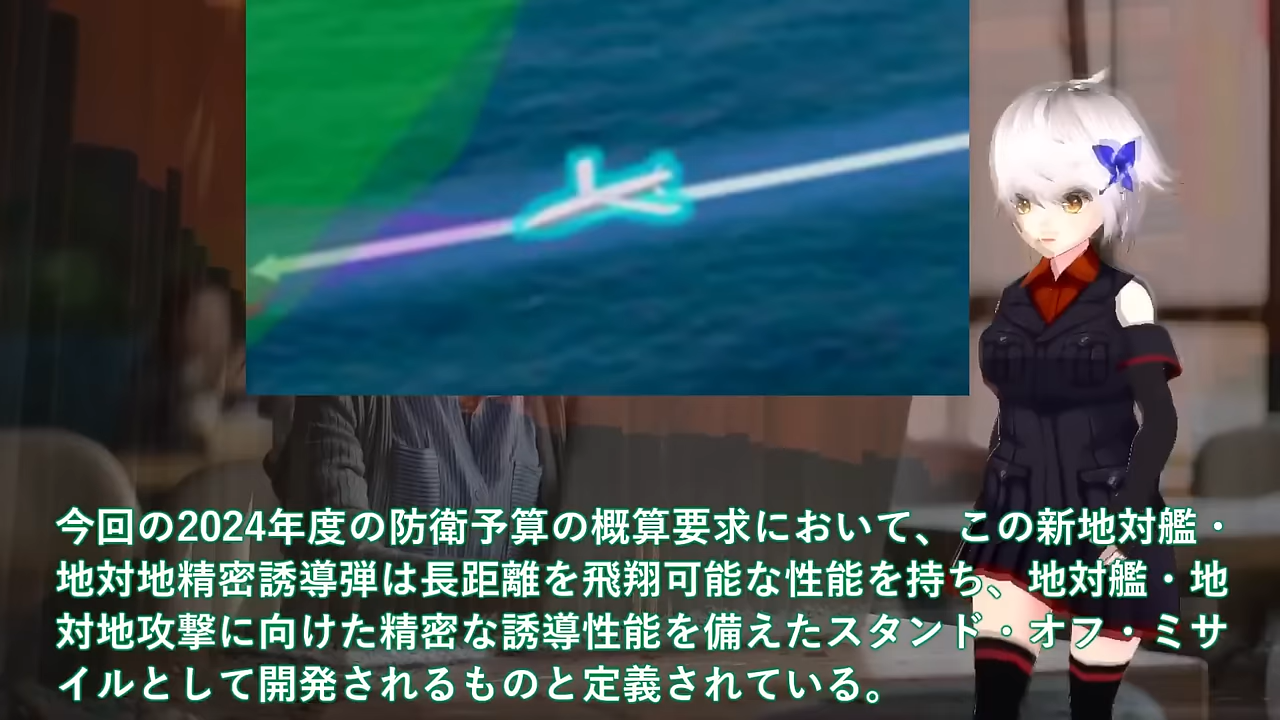 今回の2024年度の防衛予算の概算要求において、この新地対艦・
地対地精密誘導弾は長距離を飛翔可能な性能を持ち、地対艦・地
対地攻撃に向けた精密な誘導性能を備えたスタンド・オフ・ミサ
イルとして開発されるものと定義されている。